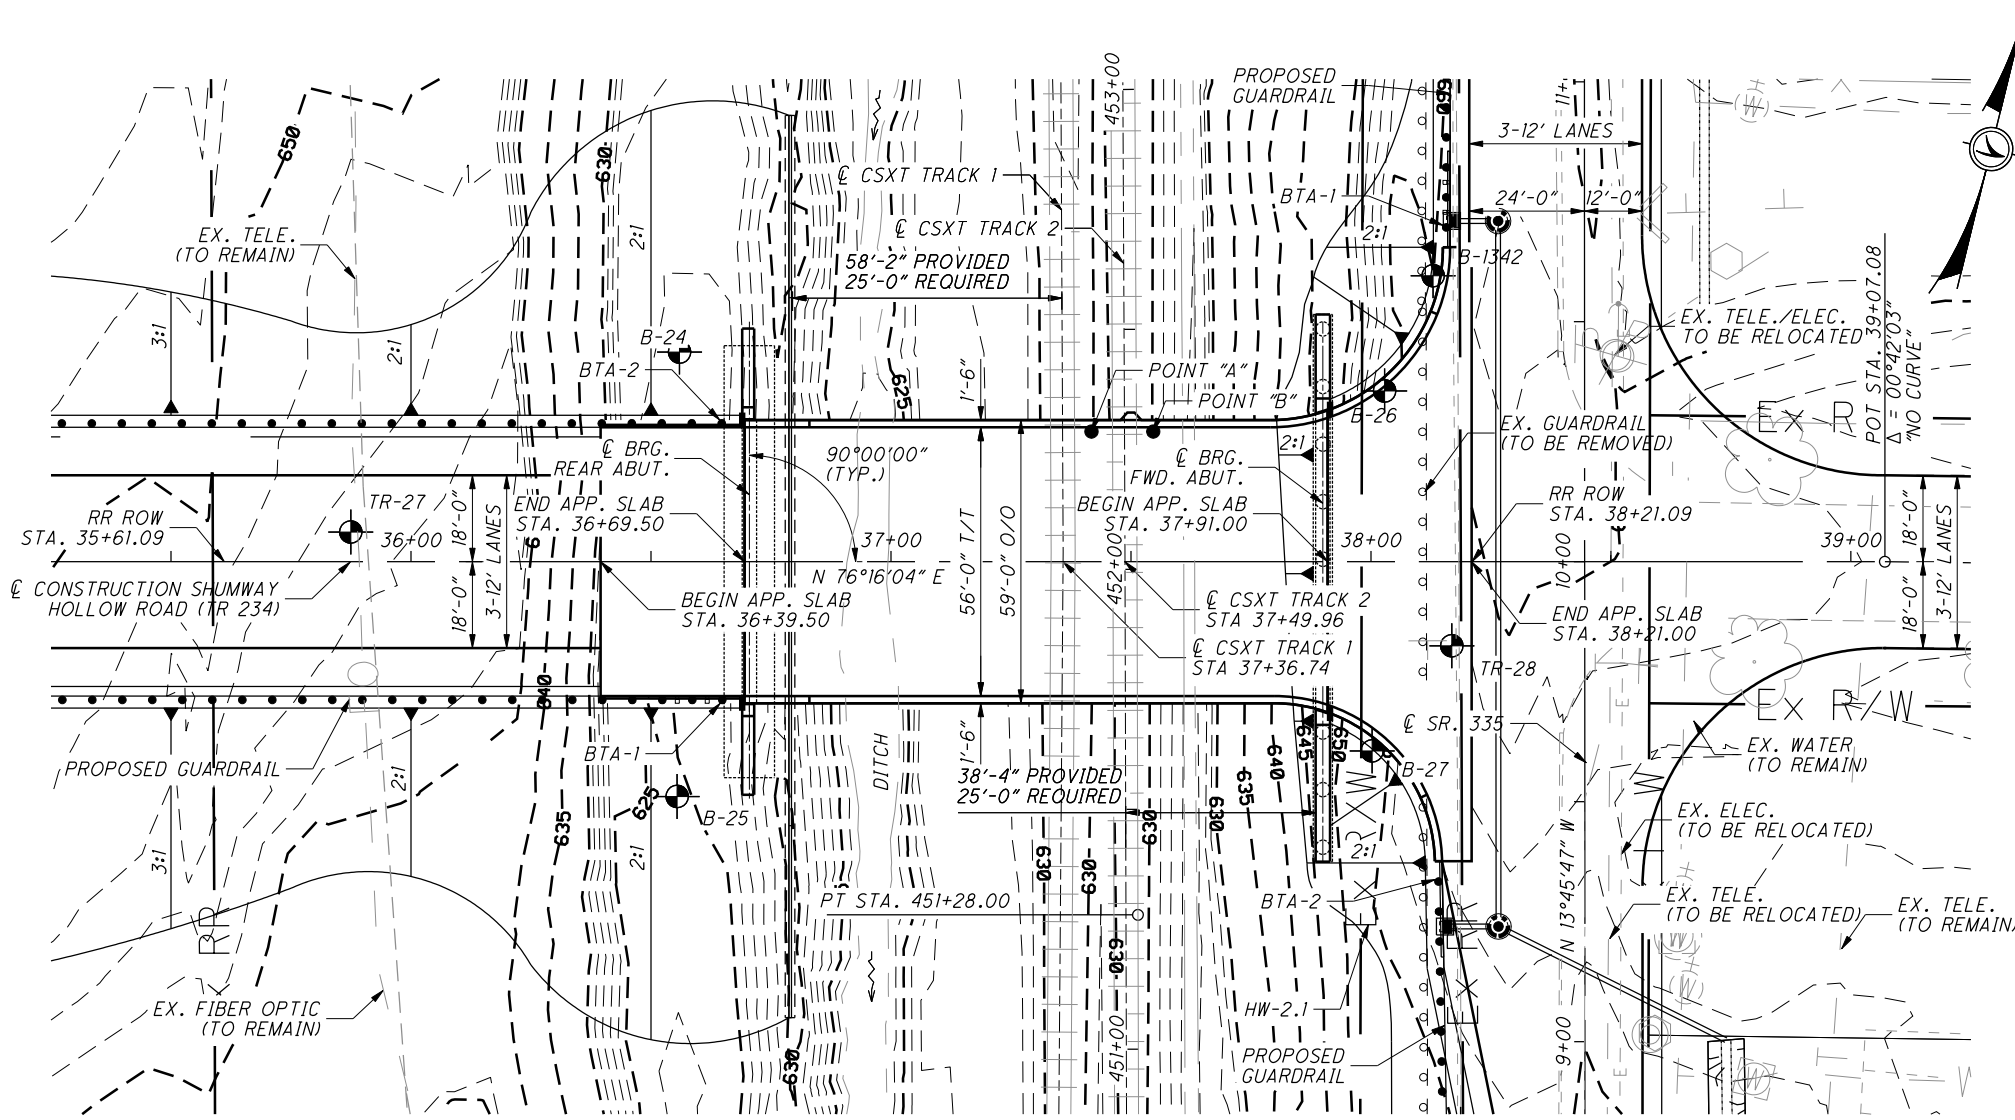 PROPOSED
GUARDRAIL
453+00
660
11+
3-12' LANES
650
630
℄ CSXT TRACK 1
BTA-1
24'-0"
12'-0"
EX. TELE.
(TO REMAIN)
2:1
℄ CSXT TRACK 2
2:1
58'-2" PROVIDED
25'-0" REQUIRED
B-1342
POT STA. 39+07.08
Δ = 00°42'03"
"NO CURVE"
3:1
2:1
B-24
BTA-2
625
1'-6"
POINT "A"
POINT "B"
B-26
EX. TELE./ELEC.
TO BE RELOCATED
Ex R
℄ BRG.
REAR ABUT.
90°00'00"
(TYP.)
℄ BRG.
FWD. ABUT.
2:1
EX. GUARDRAIL
(TO BE REMOVED)
RR ROW
STA. 35+61.09
TR-27
36+00
18'-0"
18'-0"
3-12' LANES
END APP. SLAB
STA. 36+69.50
37+00
N 76°16'04" E
56'-0" T/T
59'-0" O/O
BEGIN APP. SLAB
STA. 37+91.00
452+00
38+00
RR ROW
STA. 38+21.09
10+00
39+00
18'-0"
18'-0"
3-12' LANES
℄ CONSTRUCTION SHUMWAY
HOLLOW ROAD (TR 234)
BEGIN APP. SLAB
STA. 36+39.50
℄ CSXT TRACK 2
STA 37+49.96
℄ CSXT TRACK 1
STA 37+36.74
END APP. SLAB
STA. 38+21.00
TR-28
640
Ex R/W
℄ SR. 335
PROPOSED GUARDRAIL
BTA-1
2:1
DITCH
1'-6"
38'-4" PROVIDED
25'-0" REQUIRED
635
640
645
650
B-27
EX. WATER
(TO REMAIN)
3:1
635
2:1
625
B-25
630
630
630
630
2:1
EX. ELEC.
(TO BE RELOCATED)
N 13°45'47" W
RR
PT STA. 451+28.00
BTA-2
EX. TELE.
(TO BE RELOCATED)
EX. TELE.
(TO REMAIN
630
EX. FIBER OPTIC
(TO REMAIN)
630
451+00
HW-2.1
PROPOSED
GUARDRAIL
9+00